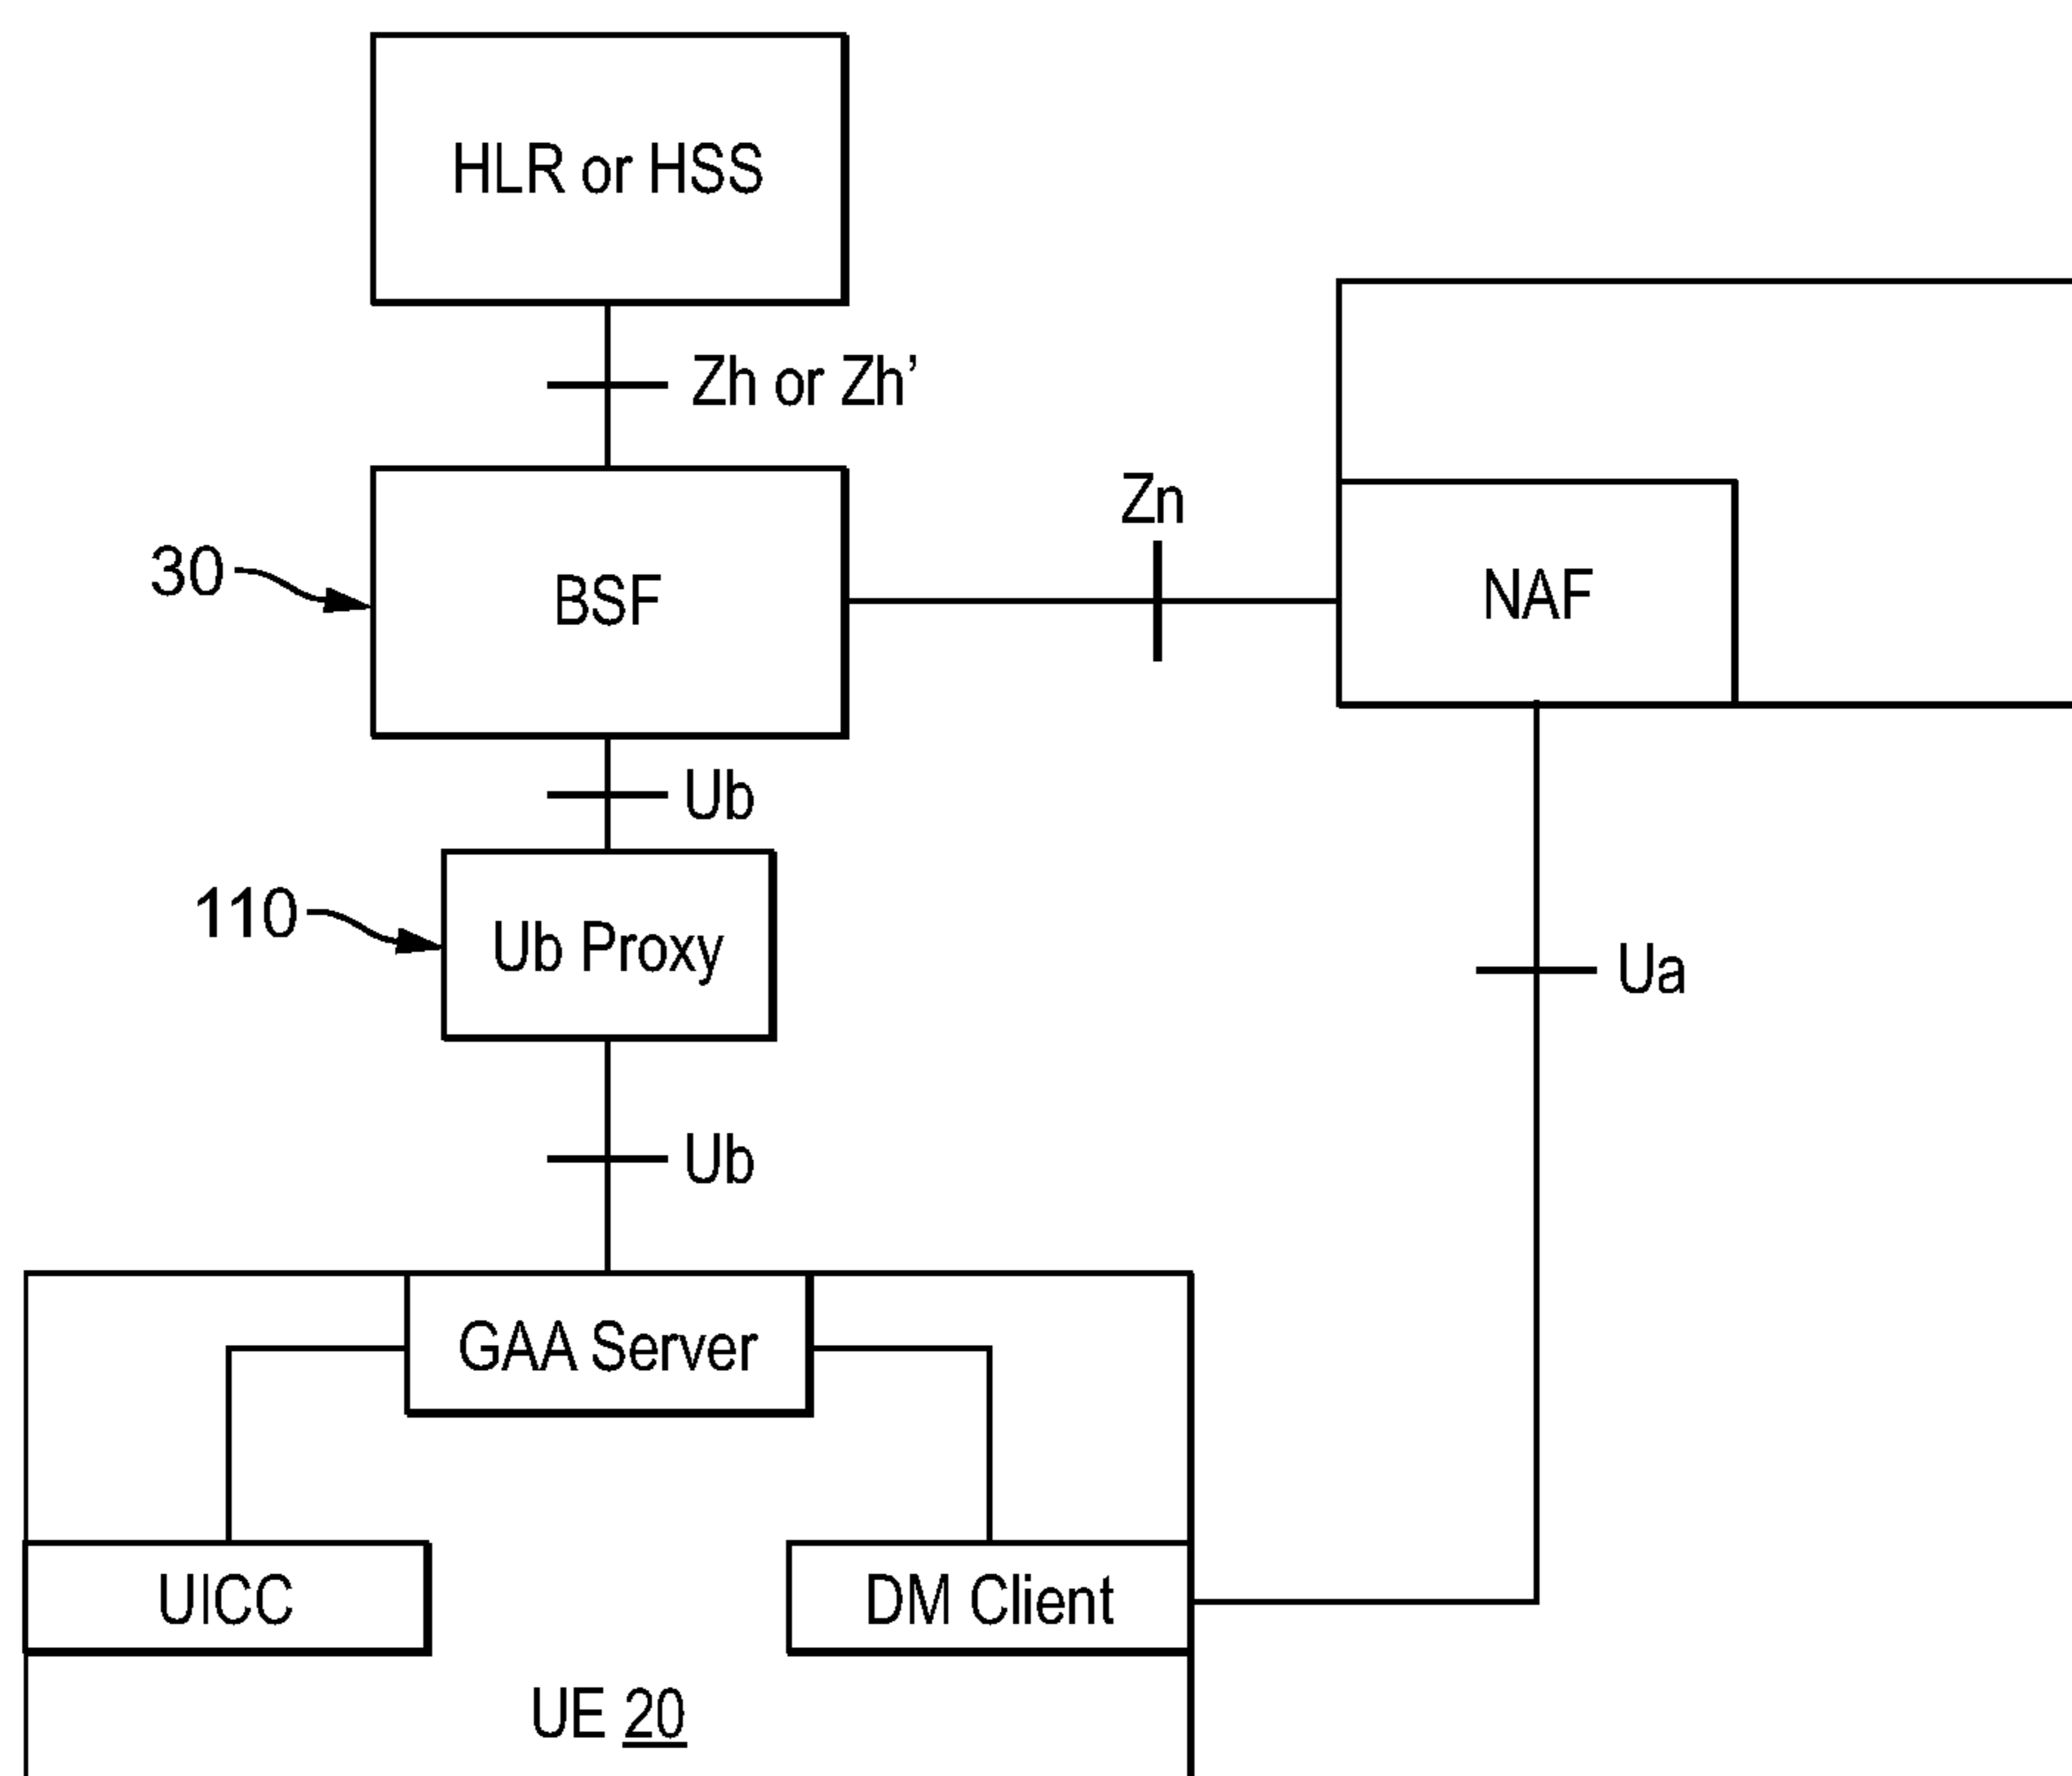 HLR or HSS
Zh or Zh’
Zn
30
BSF
NAF
Ub
110
Ub Proxy
Ua
Ub
GAA Server
UICC
DM Client
UE 20